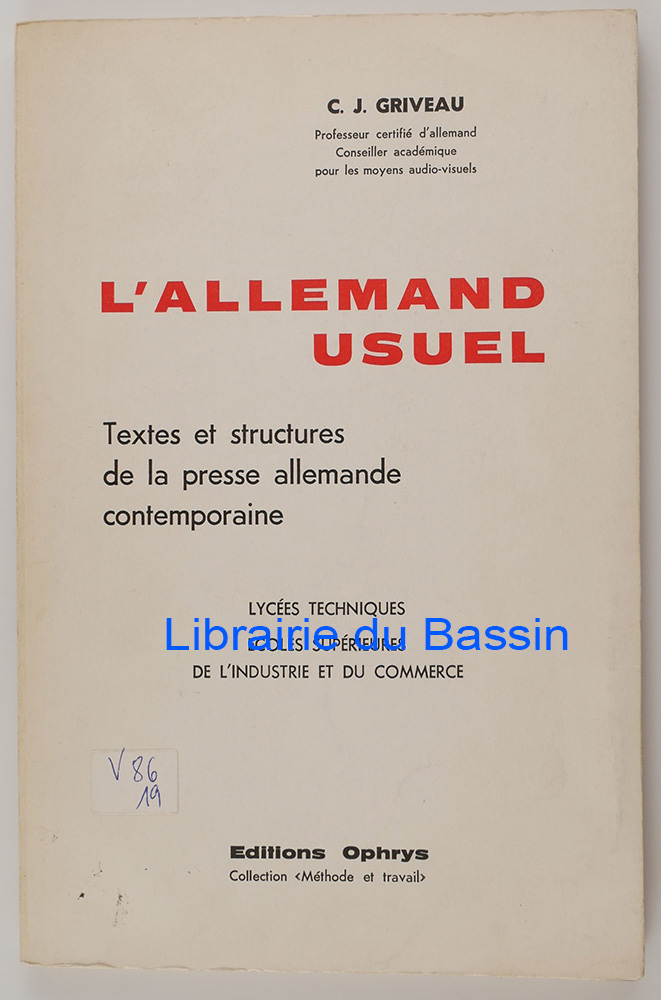 C. J. GRIVEAU
Professeur certifié d'allemand
Conseiller académique
pour les moyens audio-visuels
L'ALLEMAND
USUEL
Textes et structures
de la presse allemande
contemporaine
LYCÉES TECHNIQUES
Librairie du Bassin
ÉCOLES SUPÉRIEURES
DE L'INDUSTRIE ET DU COMMERCE
V 86
19
Editions Ophrys
Collection «Méthode et travail»